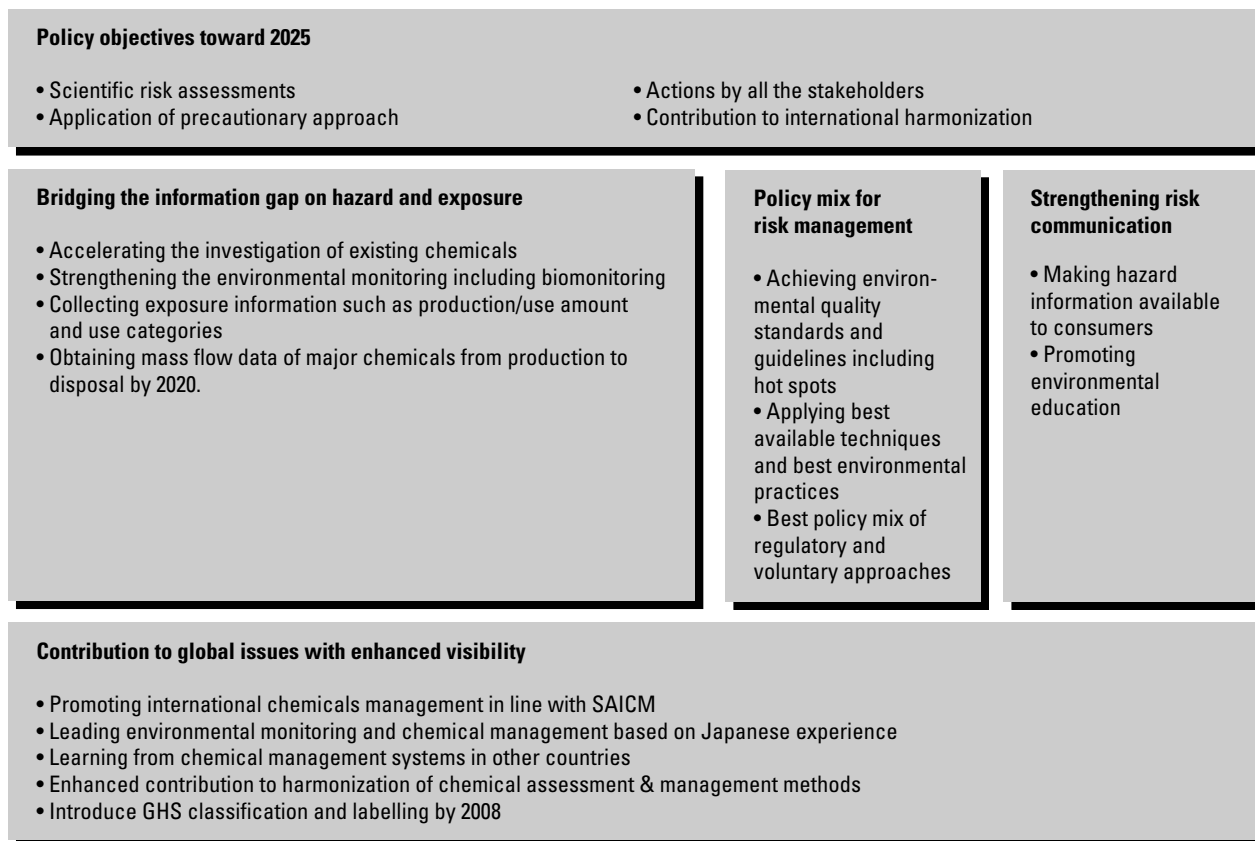 Policy objectives toward 2025
• Scientific risk assessments
• Application of precautionary approach
• Actions by all the stakeholders
• Contribution to international harmonization
Bridging the information gap on hazard and exposure
• Accelerating the investigation of existing chemicals
• Strengthening the environmental monitoring including biomonitoring
• Collecting exposure information such as production/use amount
and use categories
• Obtaining mass flow data of major chemicals from production to
disposal by 2020.
Policy mix for
risk management
• Achieving environ-
mental quality
standards and
guidelines including
hot spots
• Applying best
available techniques
and best environmental
practices
• Best policy mix of
regulatory and
voluntary approaches
Strengthening risk
communication
• Making hazard
information available
to consumers
• Promoting
environmental
education
Contribution to global issues with enhanced visibility
• Promoting international chemicals management in line with SAICM
• Leading environmental monitoring and chemical management based on Japanese experience
• Learning from chemical management systems in other countries
• Enhanced contribution to harmonization of chemical assessment & management methods
• Introduce GHS classification and labelling by 2008